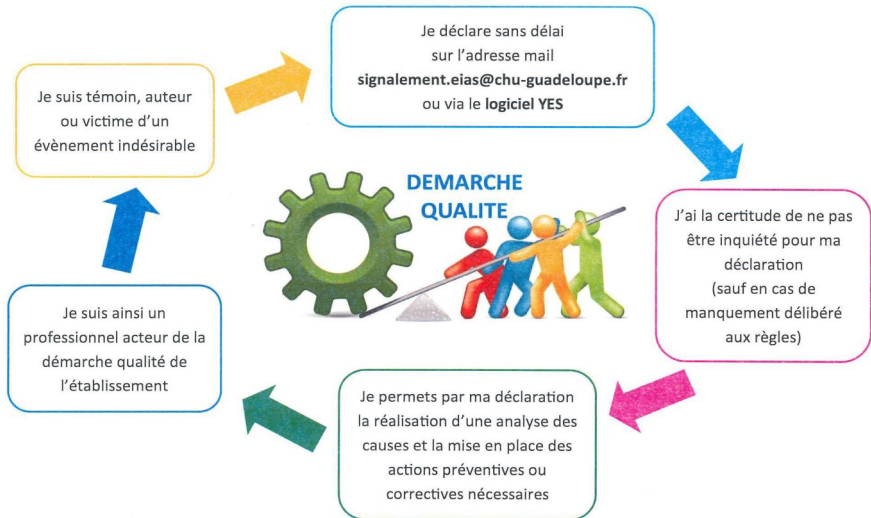 Je suis témoin, auteur
ou victime d'un
évènement indésirable
Je déclare sans délai
sur l'adresse mail
signalement.eias@chu-guadeloupe.fr
ou via le logiciel YES
J'ai la certitude de ne pas
être inquiété pour ma
déclaration
(sauf en cas de
manquement délibéré
aux règles)
Je permets par ma déclaration
la réalisation d'une analyse des
causes et la mise en place des
actions préventives ou
correctives nécessaires
Je suis ainsi un
professionnel acteur de la
démarche qualité de
l'établissement
DEMARCHE
QUALITE